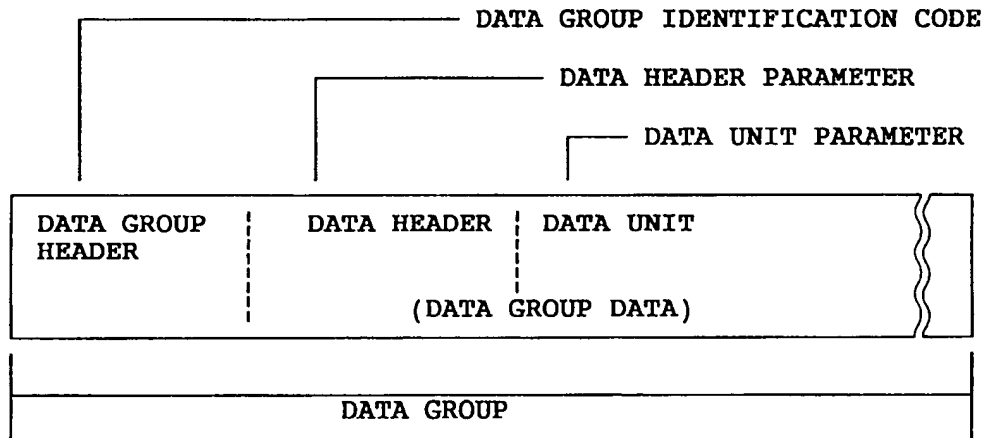 DATA GROUP IDENTIFICATION CODE
DATA HEADER PARAMETER
DATA UNIT PARAMETER
DATA GROUP
HEADER
DATA HEADER
DATA UNIT
(DATA GROUP DATA)
DATA GROUP